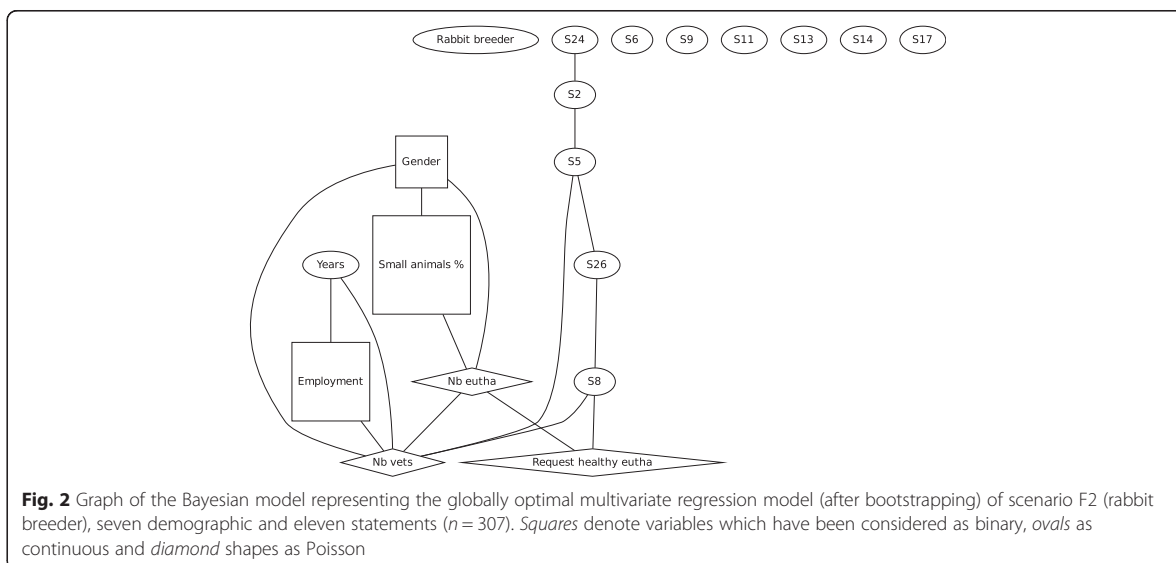 Rabbit breeder S24 S6 S9 S11 S13 S14 S17
S2
Gender S5
Years Small animals % S26
Employment Nb eutha S8
Nb vets Request healthy eutha
Fig. 2 Graph of the Bayesian model representing the globally optimal multivariate regression model (after bootstrapping) of scenario F2 (rabbit
breeder), seven demographic and eleven statements (n = 307). Squares denote variables which have been considered as binary, ovals as
continuous and diamond shapes as Poisson